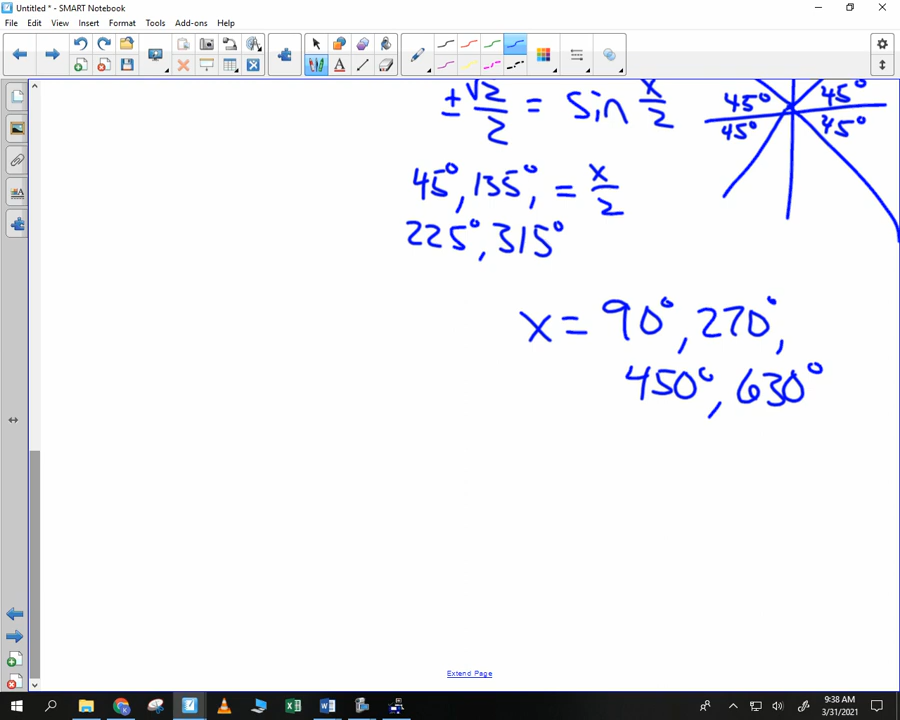 Untitled * - SMART Notebook
File Edit View Insert Format Tools Add-ons Help
± √2/2 = sin x/2
45° 45°
45° 45°
45°, 135°, = x/2
225°, 315°
x = 90°, 270°,
450°, 630°
Extend Page
9:38 AM
3/31/2021